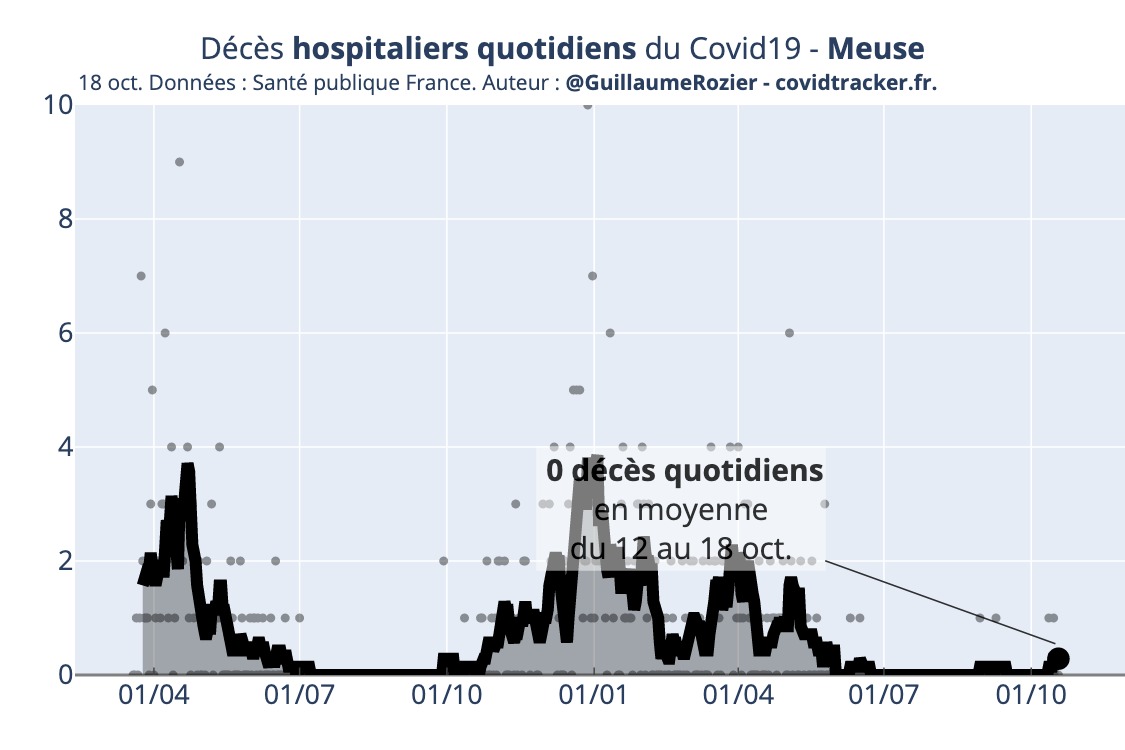 Décès hospitaliers quotidiens du Covid19 - Meuse
18 oct. Données : Santé publique France. Auteur : @GuillaumeRozier - covidtracker.fr.
10
8
6
4
2
0
0 décès quotidiens
en moyenne
du 12 au 18 oct.
01/04 01/07 01/10 01/01 01/04 01/07 01/10